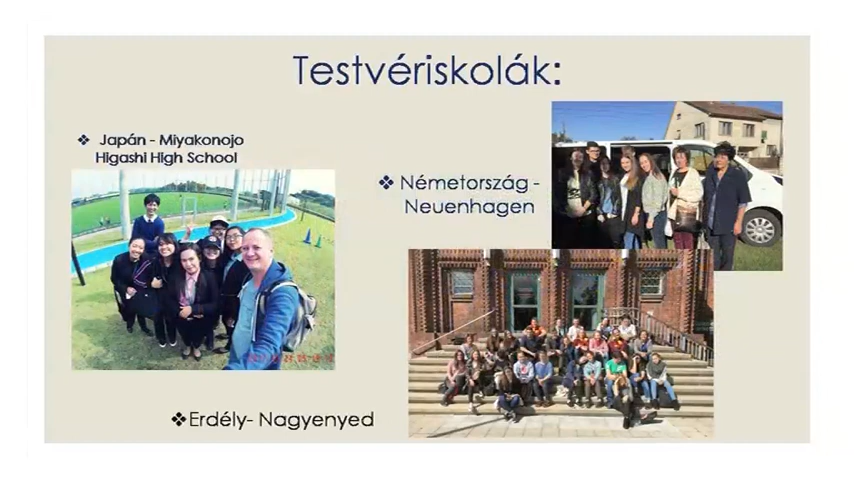 Testvériskolák:
❖ Japán - Miyakonojo
Higashi High School
❖ Németország -
Neuenhagen
❖Erdély- Nagyenyed